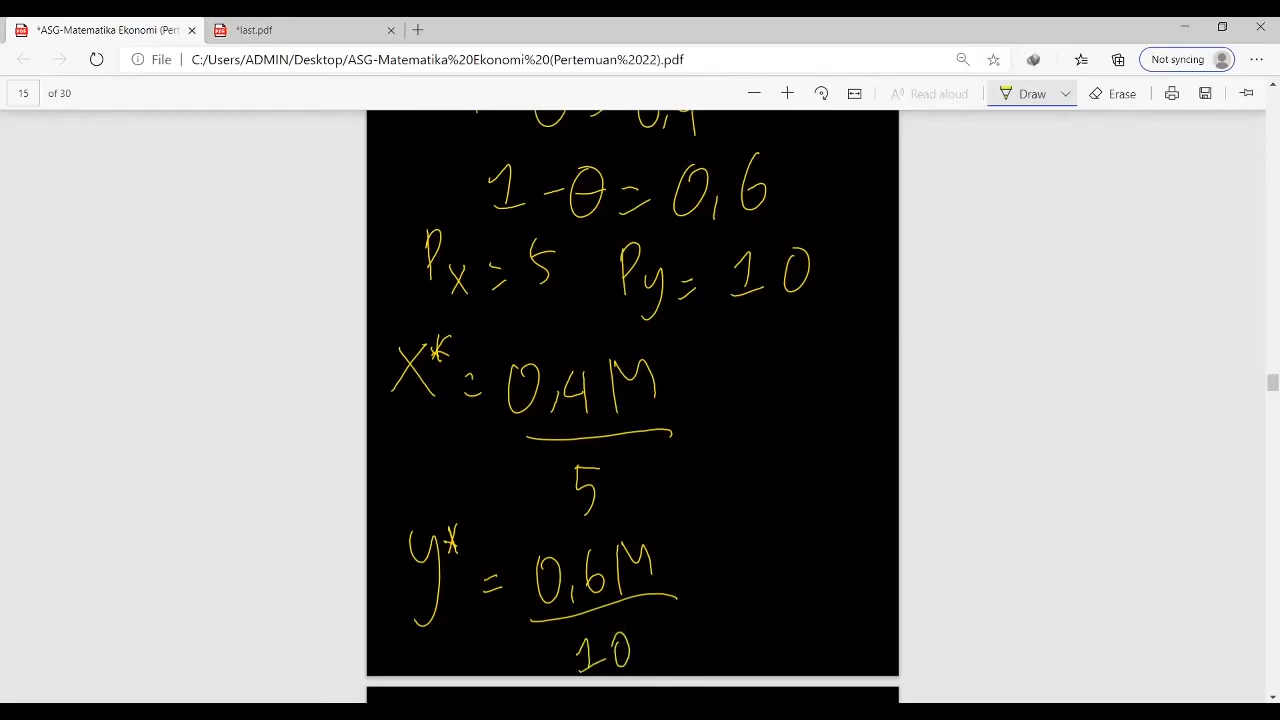 *ASG-Matematika Ekonomi (Per
*last.pdf
File
C:/Users/ADMIN/Desktop/ASG-Matematika%20Ekonomi%20(Pertemuan%2022).pdf
Not syncing
15 of 30
Read aloud
Draw
Erase
θ = 0,4
1 - θ = 0,6
Px = 5 Py = 10
X* = 0,4M
5
y* = 0,6M
10